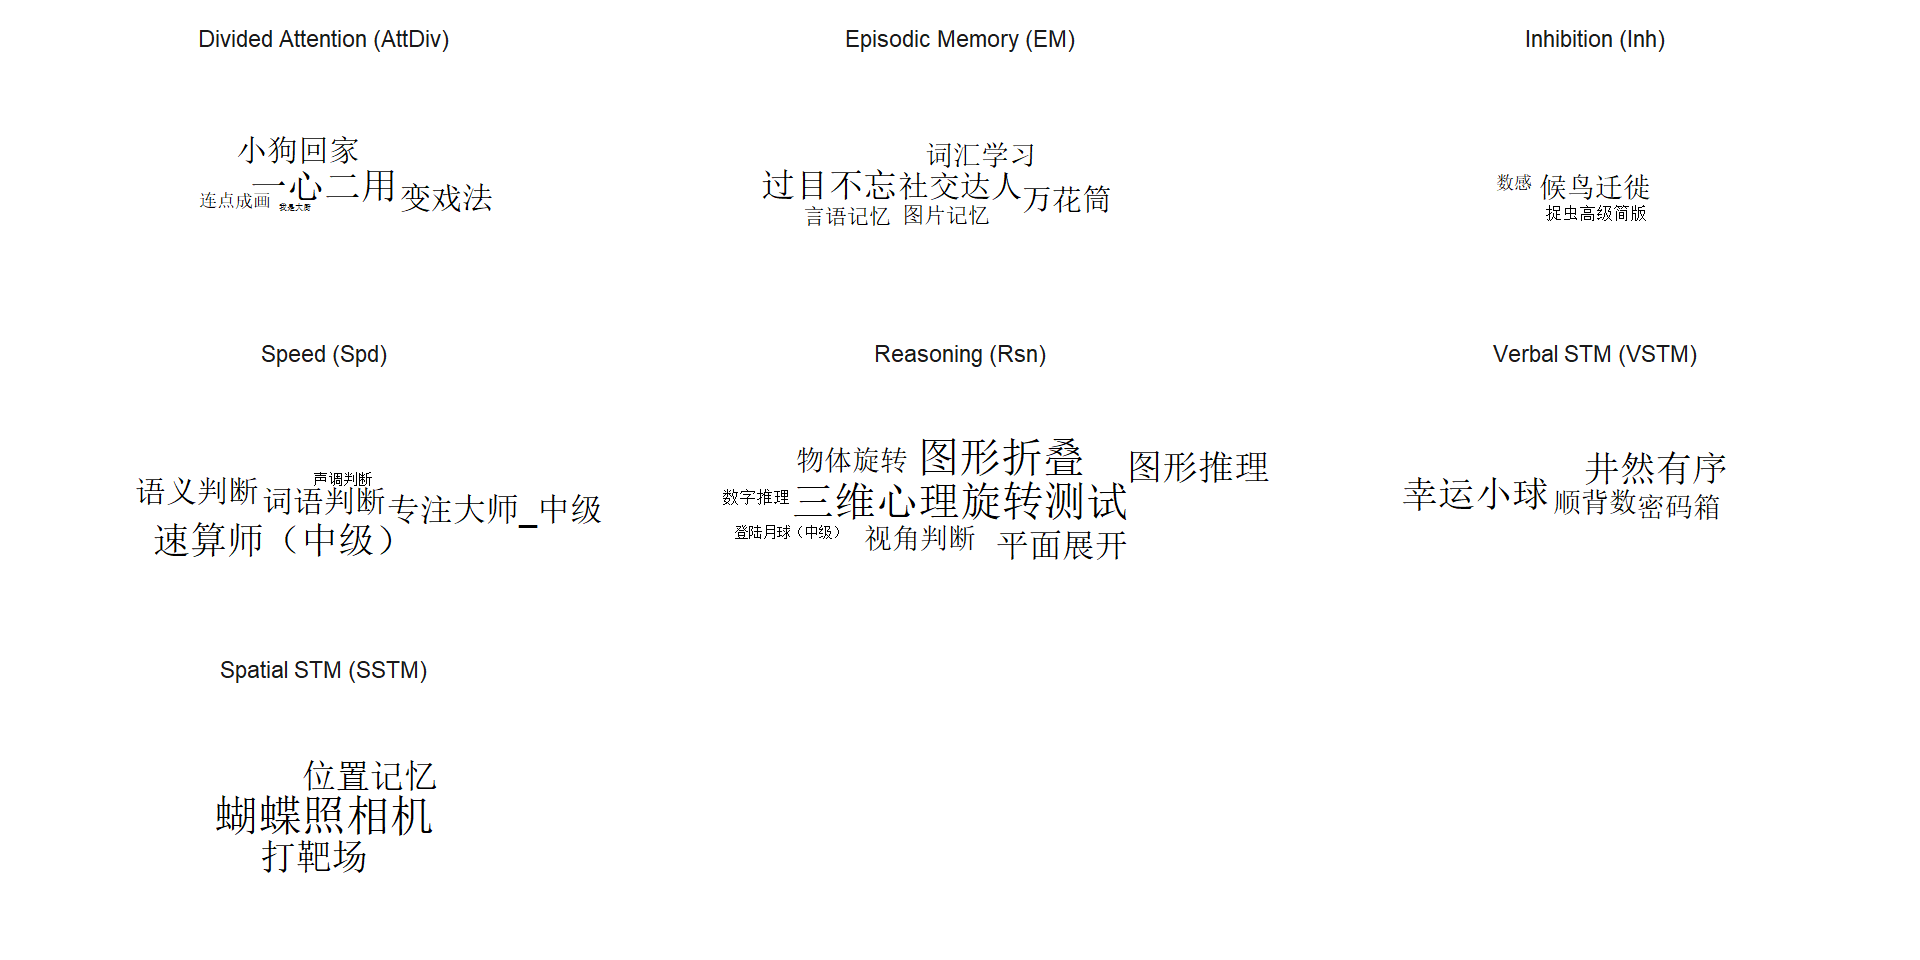 Divided Attention (AttDiv)
Episodic Memory (EM)
Inhibition (Inh)
小狗回家
一心二用
变戏法
连点成画
我是大厨
词汇学习
过目不忘
社交达人
万花筒
言语记忆
图片记忆
数感
候鸟迁徙
捉虫高级简版
Speed (Spd)
Reasoning (Rsn)
Verbal STM (VSTM)
声调判断
语义判断
词语判断
专注大师_中级
速算师（中级）
物体旋转
图形折叠
图形推理
数字推理
三维心理旋转测试
登陆月球（中级）
视角判断
平面展开
井然有序
幸运小球
顺背数
密码箱
Spatial STM (SSTM)
位置记忆
蝴蝶照相机
打靶场